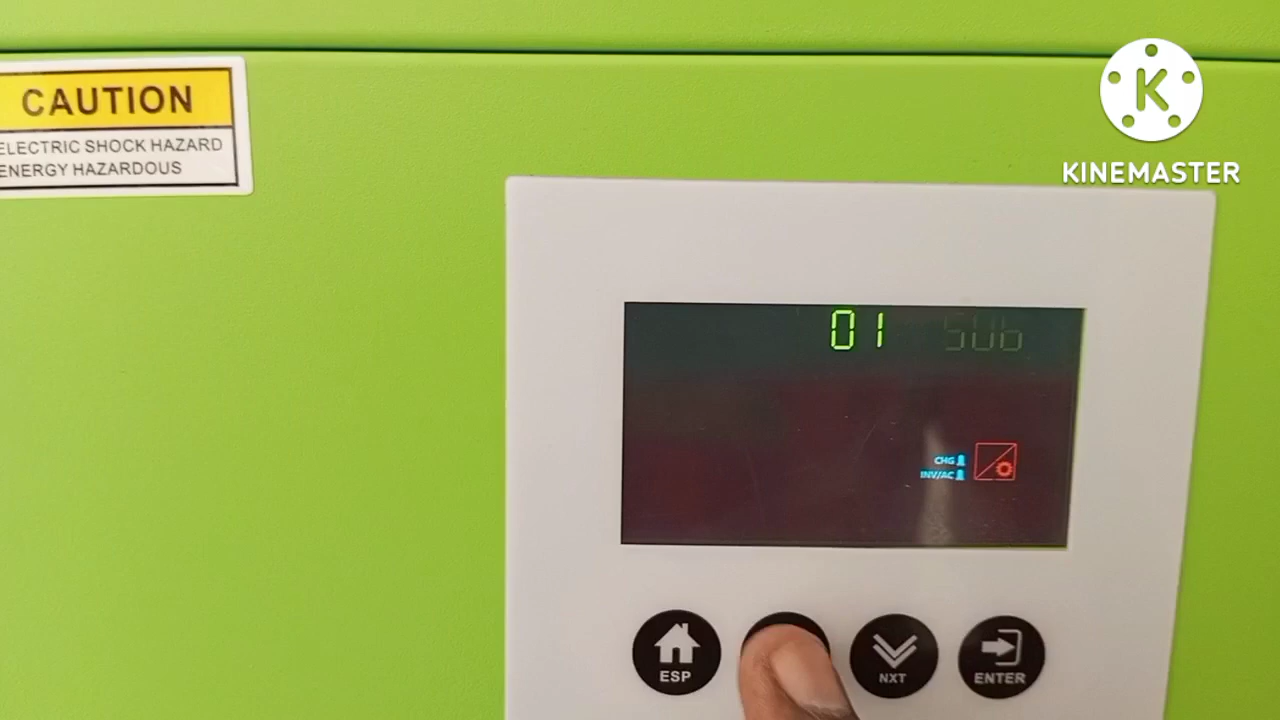 CAUTION
ELECTRIC SHOCK HAZARD
ENERGY HAZARDOUS
K
KINEMASTER
01 SUb
CHG
INV/AC
ESP
NXT
ENTER